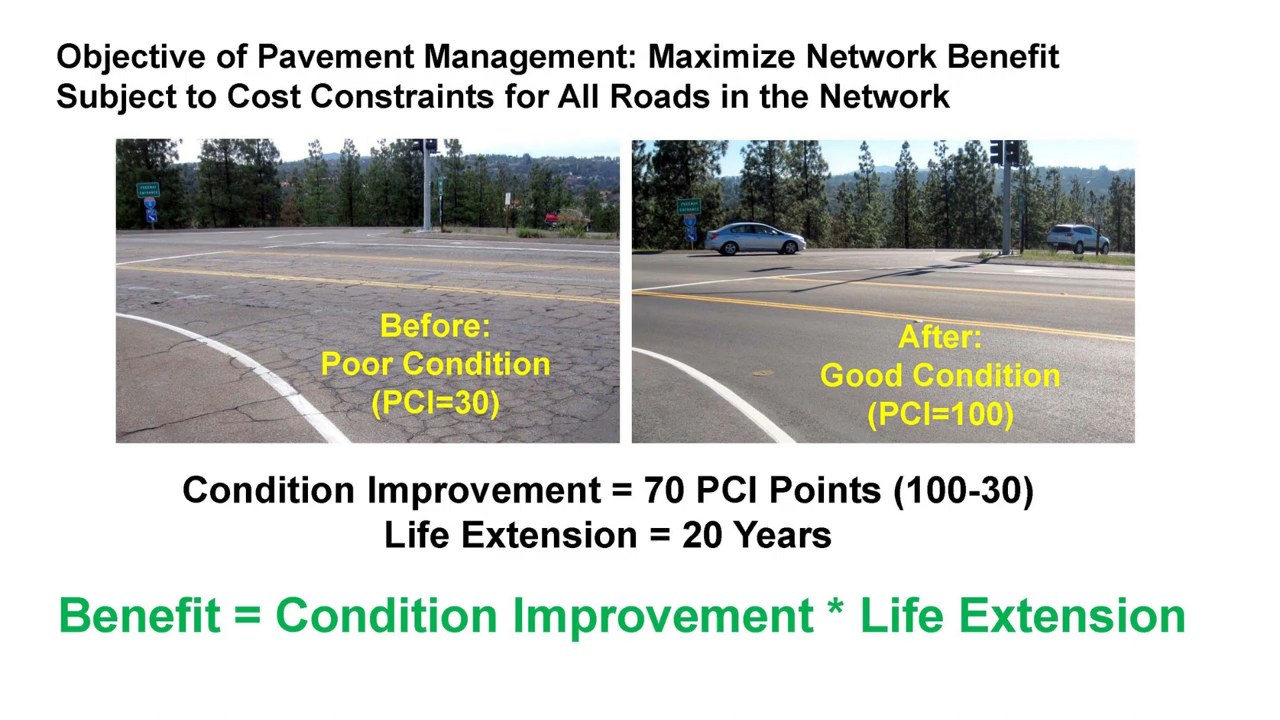 Objective of Pavement Management: Maximize Network Benefit
Subject to Cost Constraints for All Roads in the Network
FREEWAY
ENTRANCE
Before:
Poor Condition
(PCI=30)
After:
Good Condition
(PCI=100)
Condition Improvement = 70 PCI Points (100-30)
Life Extension = 20 Years
Benefit = Condition Improvement * Life Extension